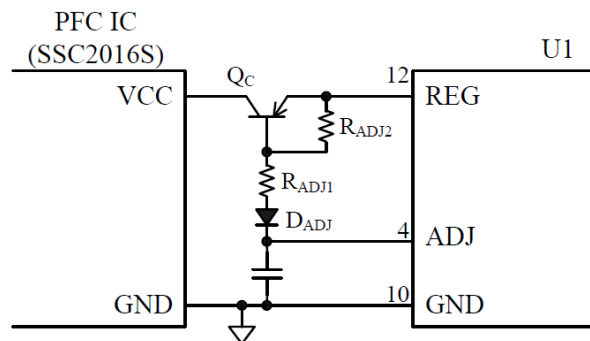 PFC IC
(SSC2016S)
U1
VCC
QC
12
REG
RADJ2
RADJ1
DADJ
4
ADJ
GND
10
GND